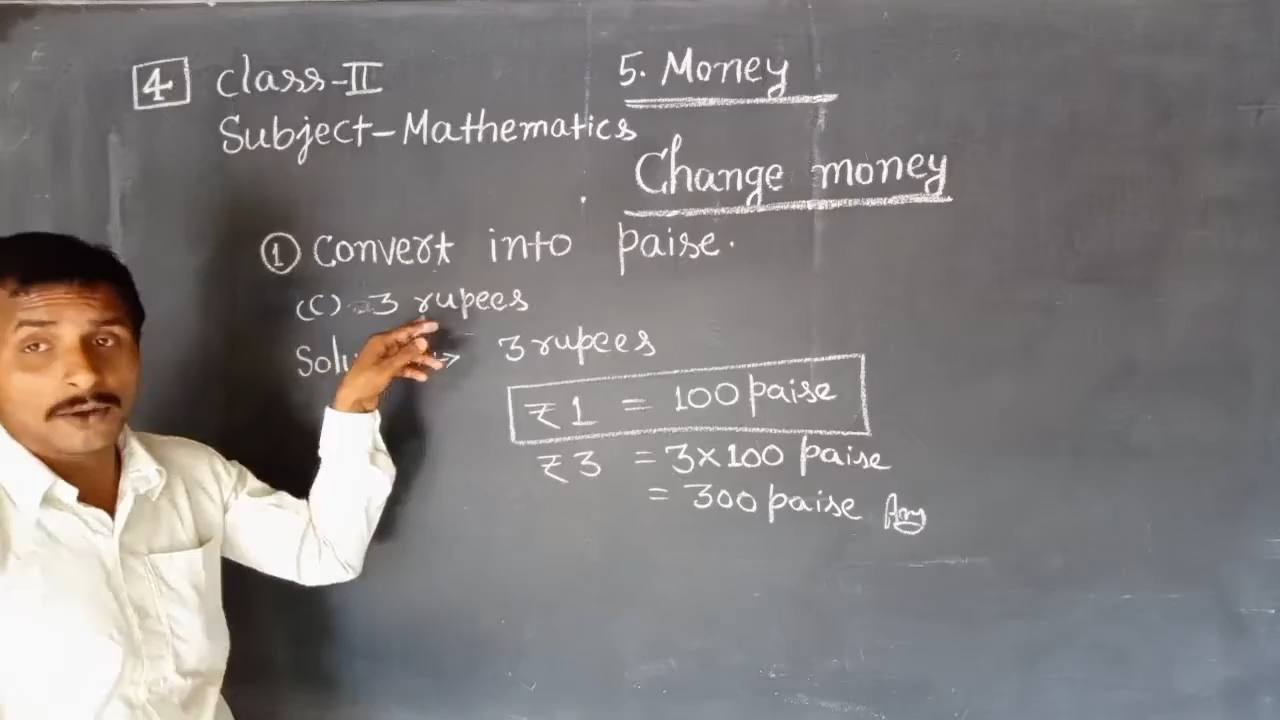 4 Class-II
Subject-Mathematics
5. Money
Change money
① Convert into paise.
(C) 3 rupees
3 rupees
₹1 = 100 paise
₹3 = 3×100 paise
= 300 paise Ans